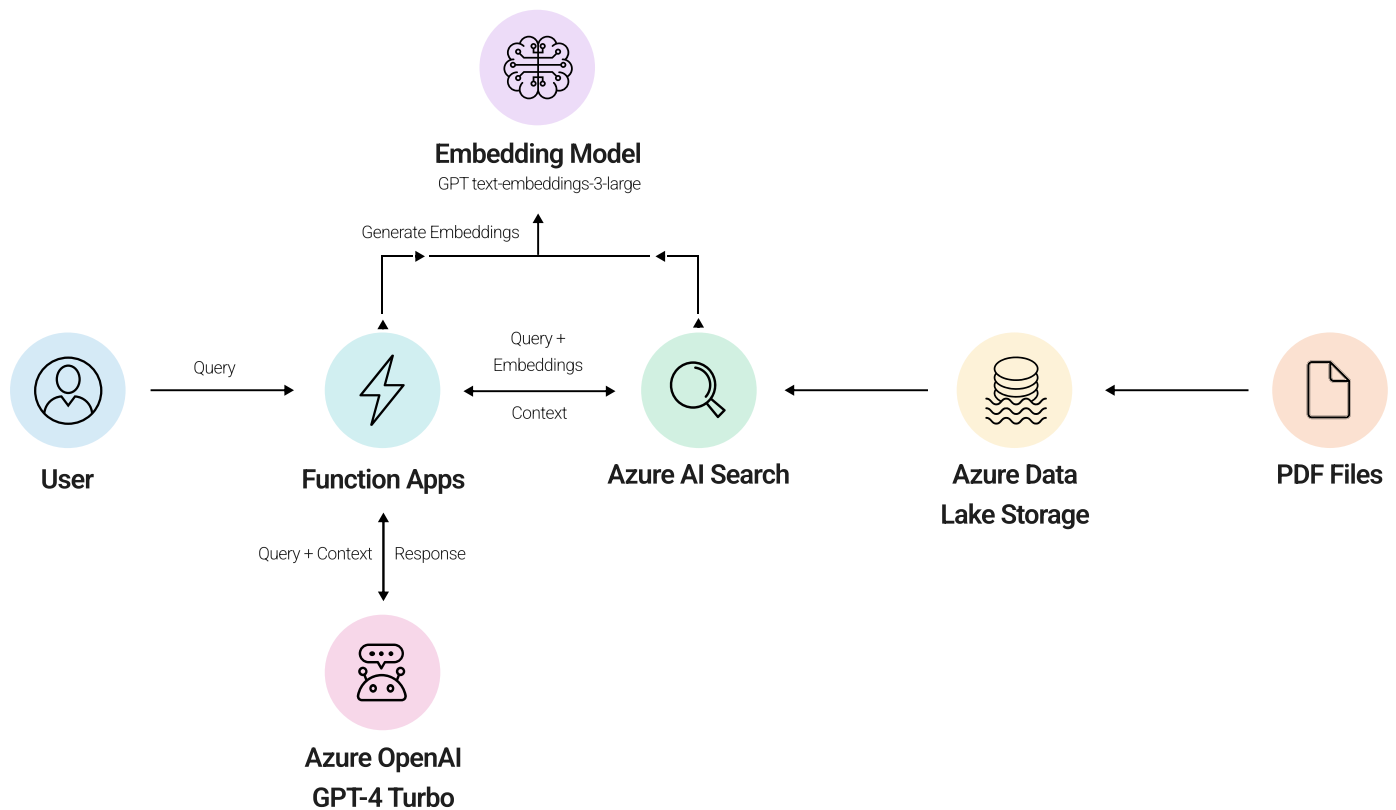 Embedding Model
GPT text-embeddings-3-large
Generate Embeddings
Query
Query +
Embeddings
Context
User
Function Apps
Azure AI Search
Azure Data
Lake Storage
PDF Files
Query + Context
Response
Azure OpenAI
GPT-4 Turbo